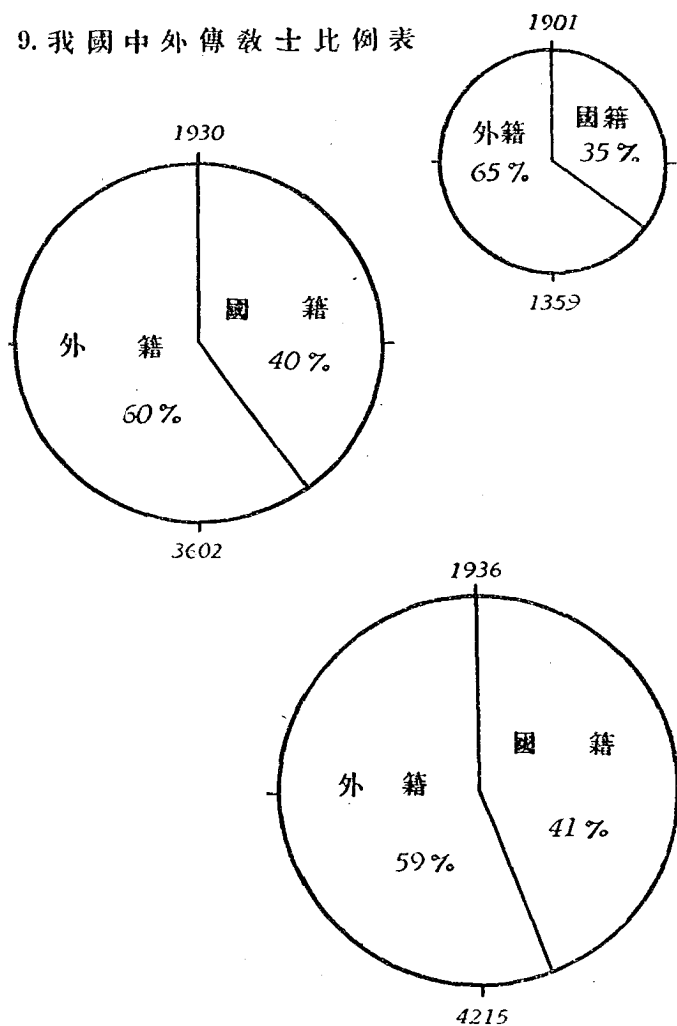 9. 我國中外傳教士比例表
1901
國籍
35%
外籍
65%
1359
1930
國籍
40%
外籍
60%
3602
1936
國籍
41%
外籍
59%
4215